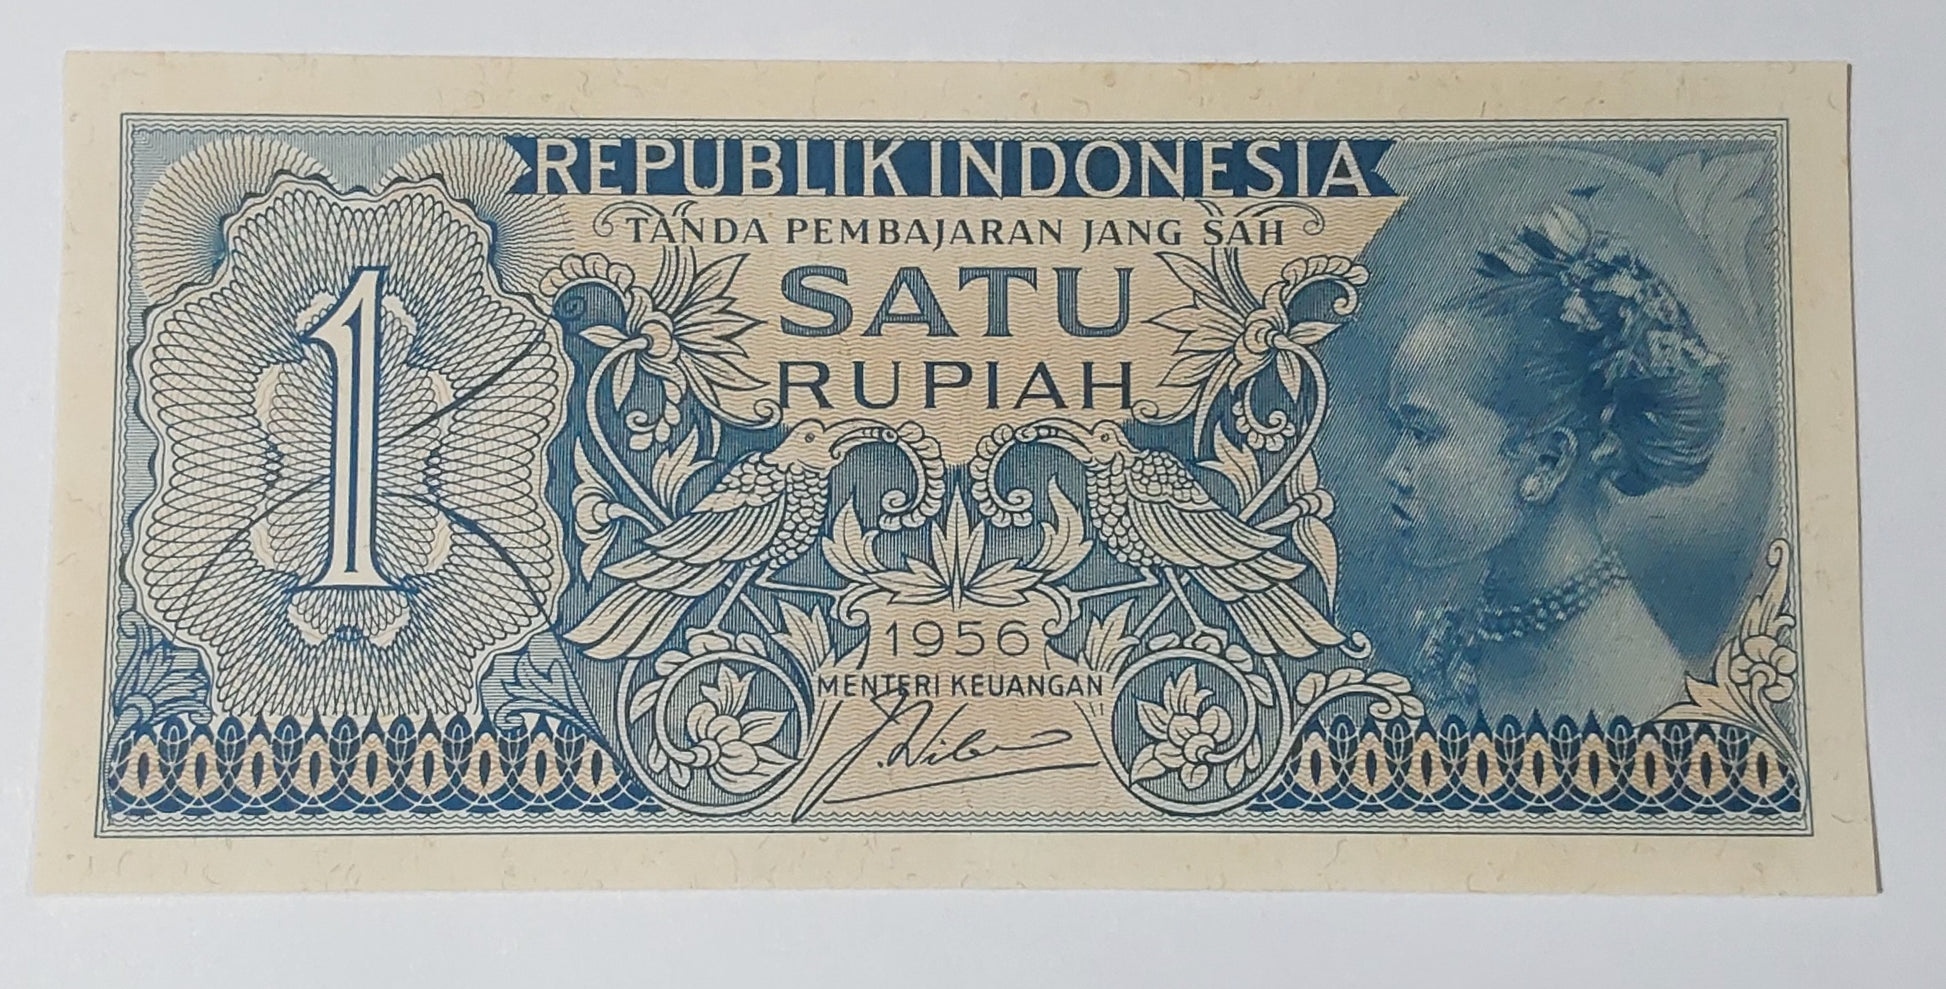 REPUBLIK INDONESIA
TANDA PEMBAJARAN JANG SAH
SATU
RUPIAH
1
1956
MENTERI KEUANGAN